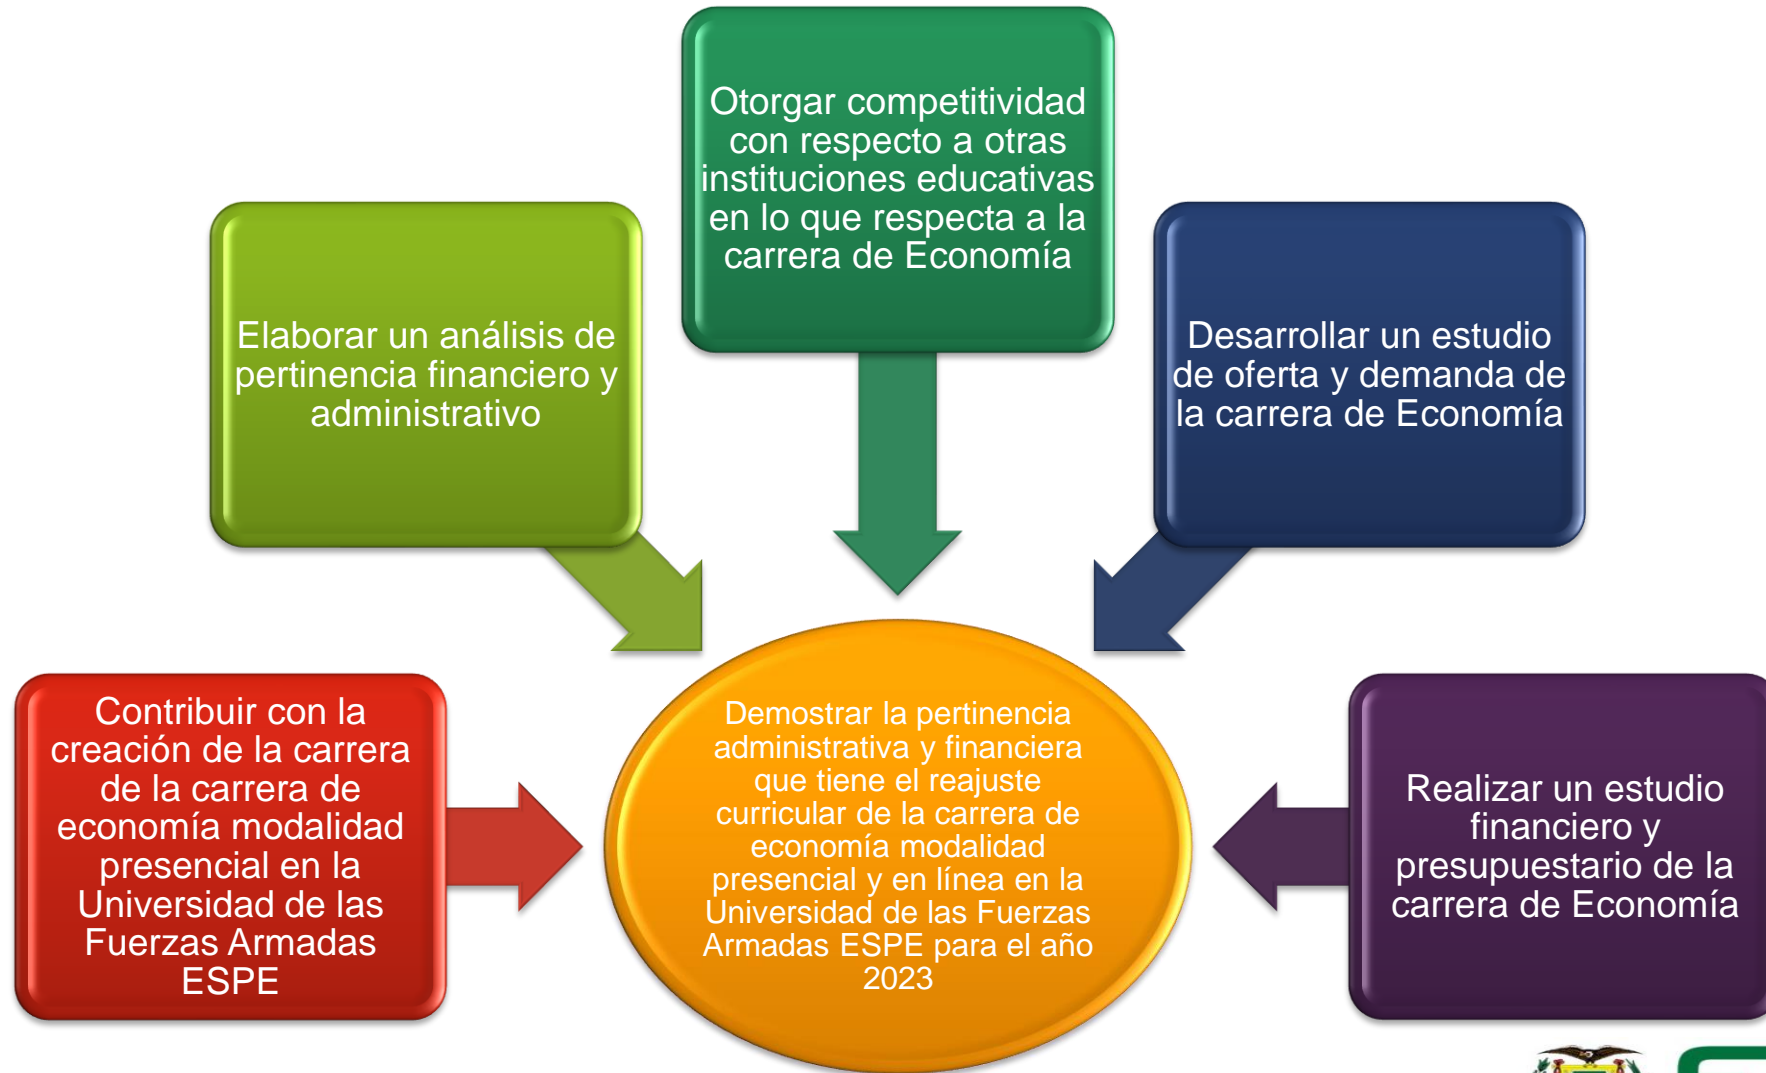 Otorgar competitividad
con respecto a otras
instituciones educativas
en lo que respecta a la
carrera de Economía
Elaborar un análisis de
pertinencia financiero y
administrativo
Desarrollar un estudio
de oferta y demanda de
la carrera de Economía
Contribuir con la
creación de la carrera
de la carrera de
economía modalidad
presencial en la
Universidad de las
Fuerzas Armadas
ESPE
Demostrar la pertinencia
administrativa y financiera
que tiene el reajuste
curricular de la carrera de
economía modalidad
presencial y en línea en la
Universidad de las Fuerzas
Armadas ESPE para el año
2023
Realizar un estudio
financiero y
presupuestario de la
carrera de Economía